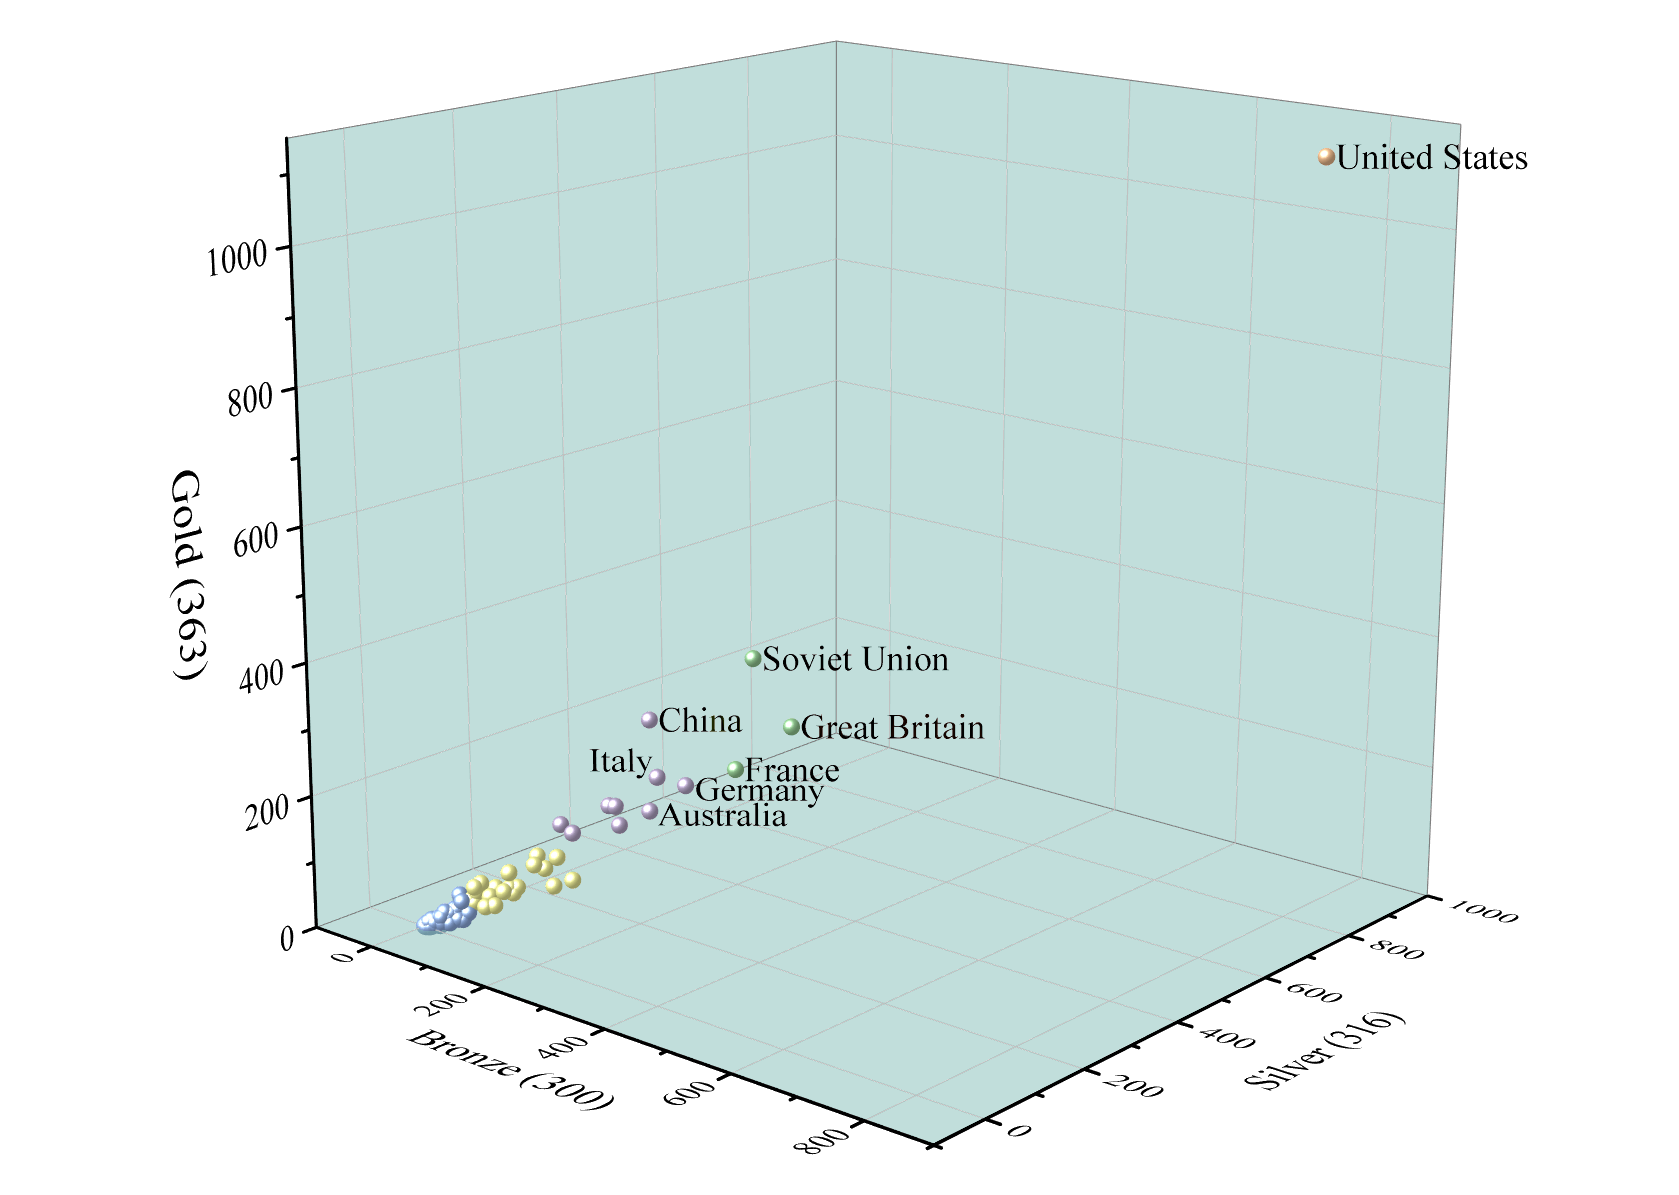 United States
1000
800
Gold (363)
600
Soviet Union
400
China
Great Britain
Italy
France
Germany
200
Australia
0
0
200
Bronze (300)
400
600
800
1000
800
600
Silver (316)
400
200
0